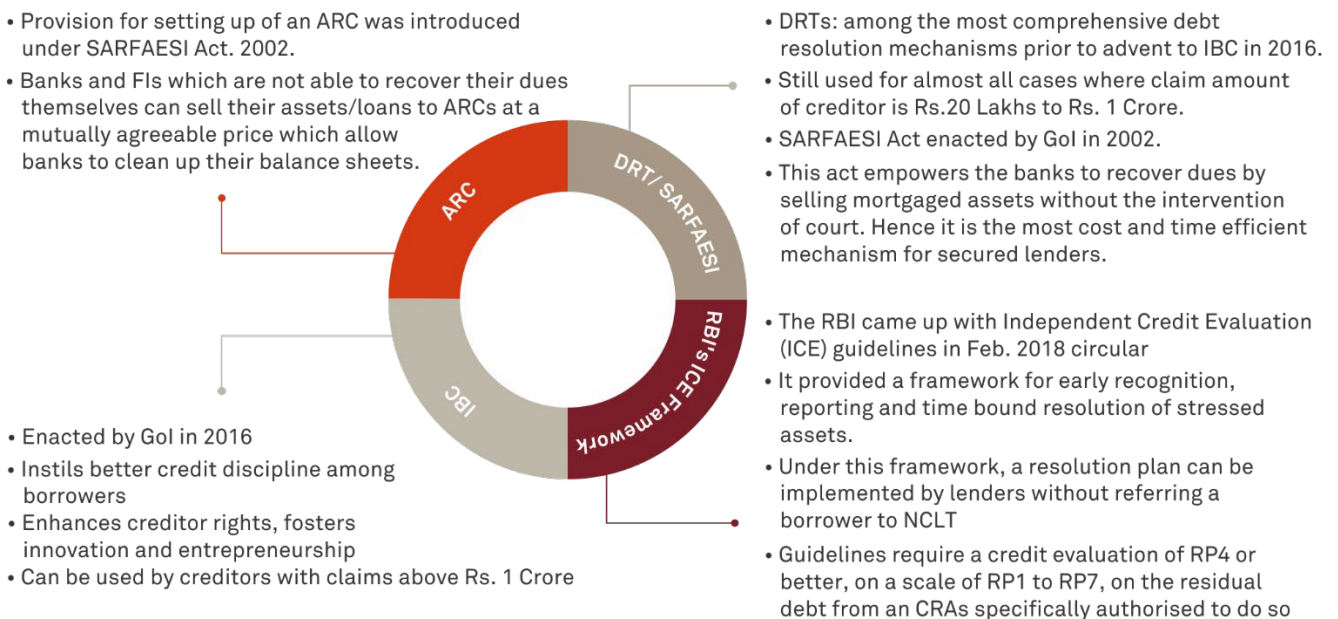 • Provision for setting up of an ARC was introduced
under SARFAESI Act. 2002.
• Banks and FIs which are not able to recover their dues
themselves can sell their assets/loans to ARCs at a
mutually agreeable price which allow
banks to clean up their balance sheets.
• DRTs: among the most comprehensive debt
resolution mechanisms prior to advent to IBC in 2016.
• Still used for almost all cases where claim amount
of creditor is Rs.20 Lakhs to Rs. 1 Crore.
• SARFAESI Act enacted by GoI in 2002.
• This act empowers the banks to recover dues by
selling mortgaged assets without the intervention
of court. Hence it is the most cost and time efficient
mechanism for secured lenders.
ARC
DRT/ SARFAESI
IBC
RBI's ICE Framework
• Enacted by GoI in 2016
• Instils better credit discipline among
borrowers
• Enhances creditor rights, fosters
innovation and entrepreneurship
• Can be used by creditors with claims above Rs. 1 Crore
• The RBI came up with Independent Credit Evaluation
(ICE) guidelines in Feb. 2018 circular
• It provided a framework for early recognition,
reporting and time bound resolution of stressed
assets.
• Under this framework, a resolution plan can be
implemented by lenders without referring a
borrower to NCLT
• Guidelines require a credit evaluation of RP4 or
better, on a scale of RP1 to RP7, on the residual
debt from an CRAs specifically authorised to do so